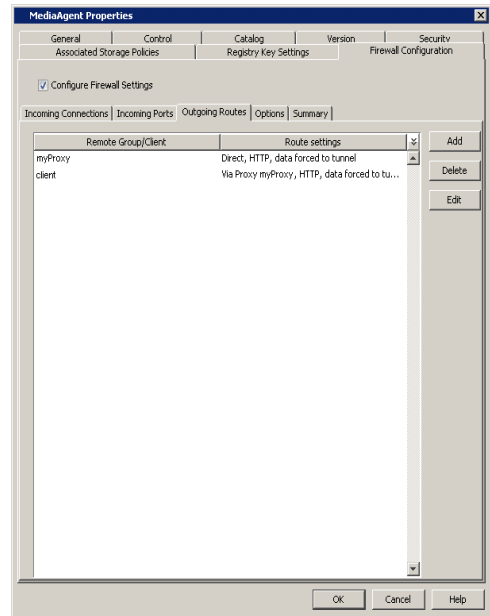 MediaAgent Properties
General Control Catalog Version Security
Associated Storage Policies Registry Key Settings Firewall Configuration
Configure Firewall Settings
Incoming Connections Incoming Ports Outgoing Routes Options Summary
Remote Group/Client Route settings Add
myProxy Direct, HTTP, data forced to tunnel
client Via Proxy myProxy, HTTP, data forced to tu... Delete
Edit
OK Cancel Help